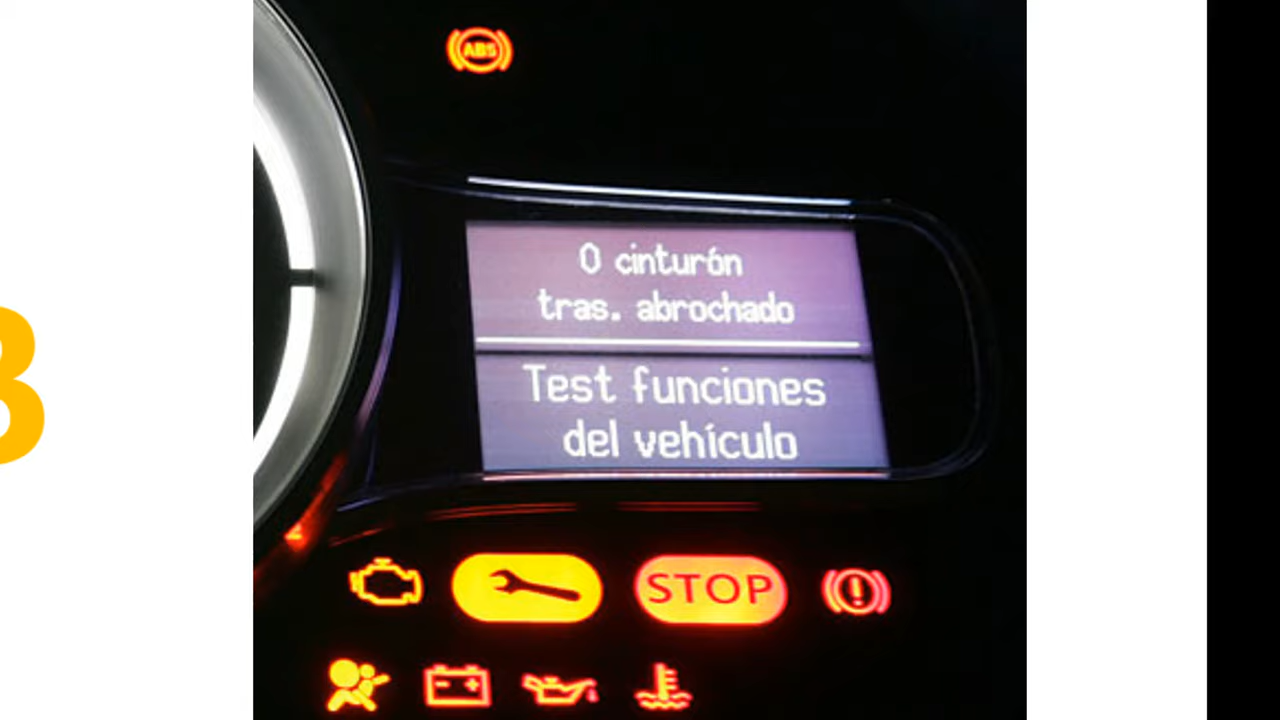 ABS
0 cinturón
tras. abrochado
Test funciones
del vehículo
STOP